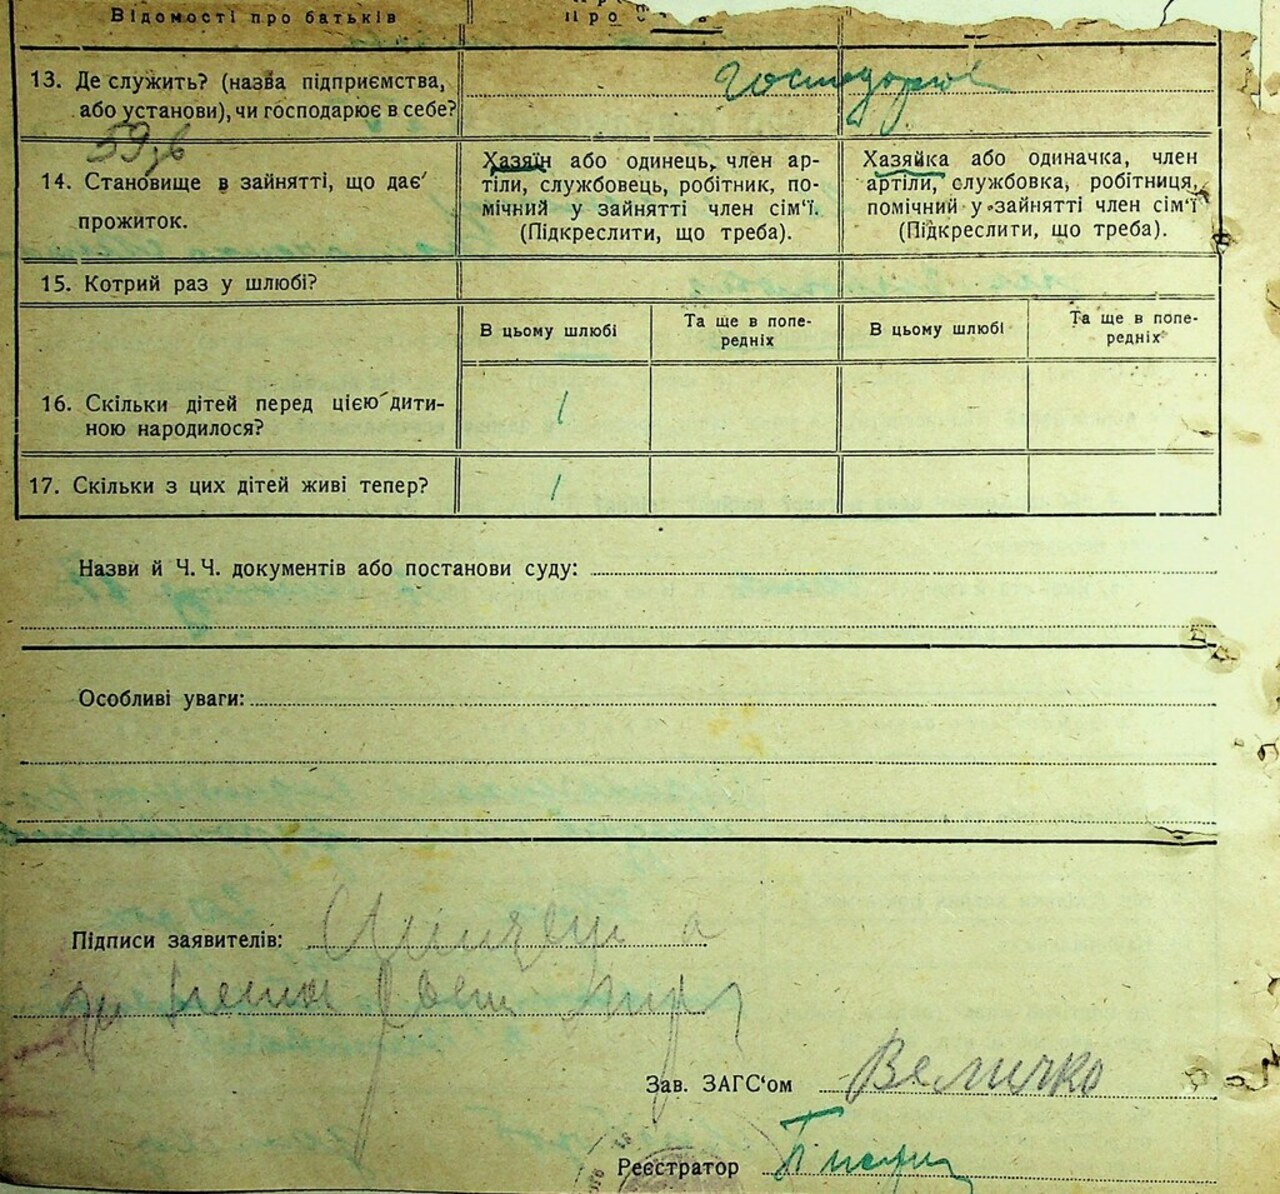 Відомості про батьків
Про
13. Де служить? (назва підприємства, або установи), чи господарює в себе?
Господарює
59
14. Становище в зайнятті, що дає прожиток.
Хазяїн або одинець, член ар-
тіли, службовець, робітник, по-
мічний у зайнятті член сім‘ї.
(Підкреслити, що треба).
Хазяйка або одиначка, член
артіли, службовка, робітниця,
помічний у зайнятті член сім‘ї
(Підкреслити, що треба).
15. Котрий раз у шлюбі?
В цьому шлюбі
Та ще в попе-
редніх
В цьому шлюбі
Та ще в попе-
редніх
16. Скільки дітей перед цією дити-
ною народилося?
1
17. Скільки з цих дітей живі тепер?
1
Назви й Ч. Ч. документів або постанови суду:
Особливі уваги:
Підписи заявителів:
Зав. ЗАГС‘ом Величко
Реєстратор